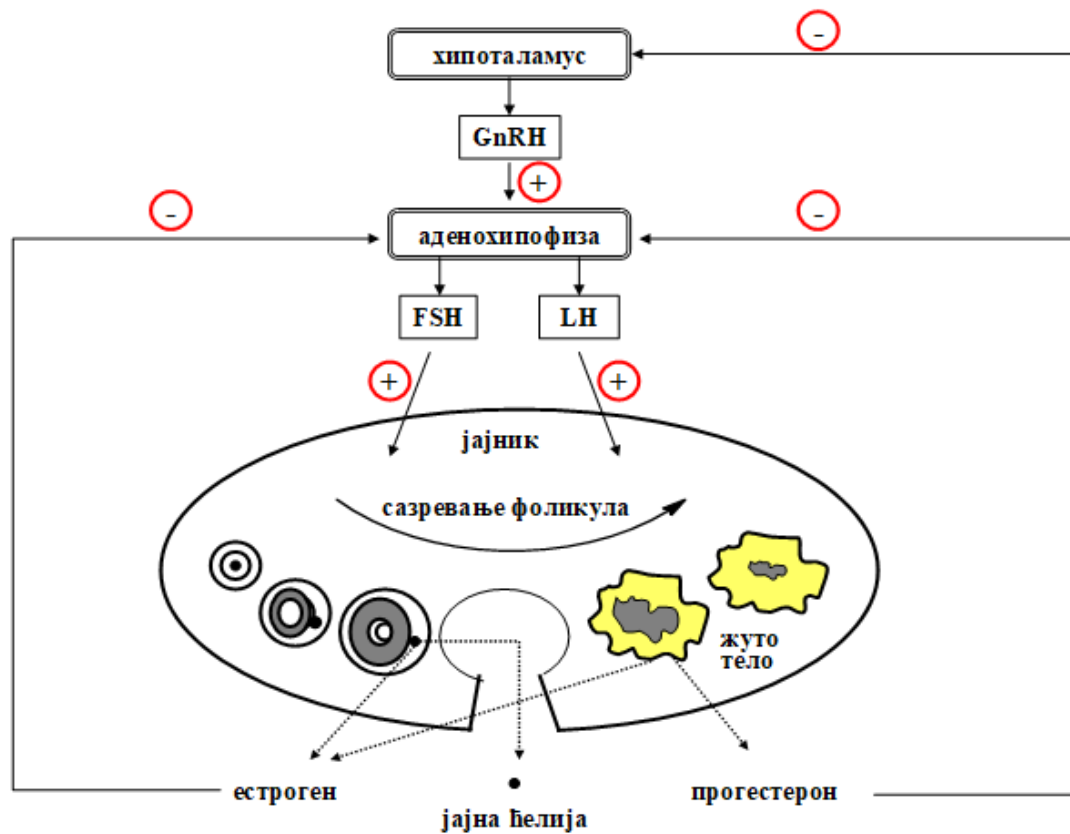 -
хипоталамус
GnRH
+
-
-
аденохипофиза
FSH
LH
+
+
јајник
сазревање фоликула
жуто
тело
естроген
прогестерон
јајна ћелија